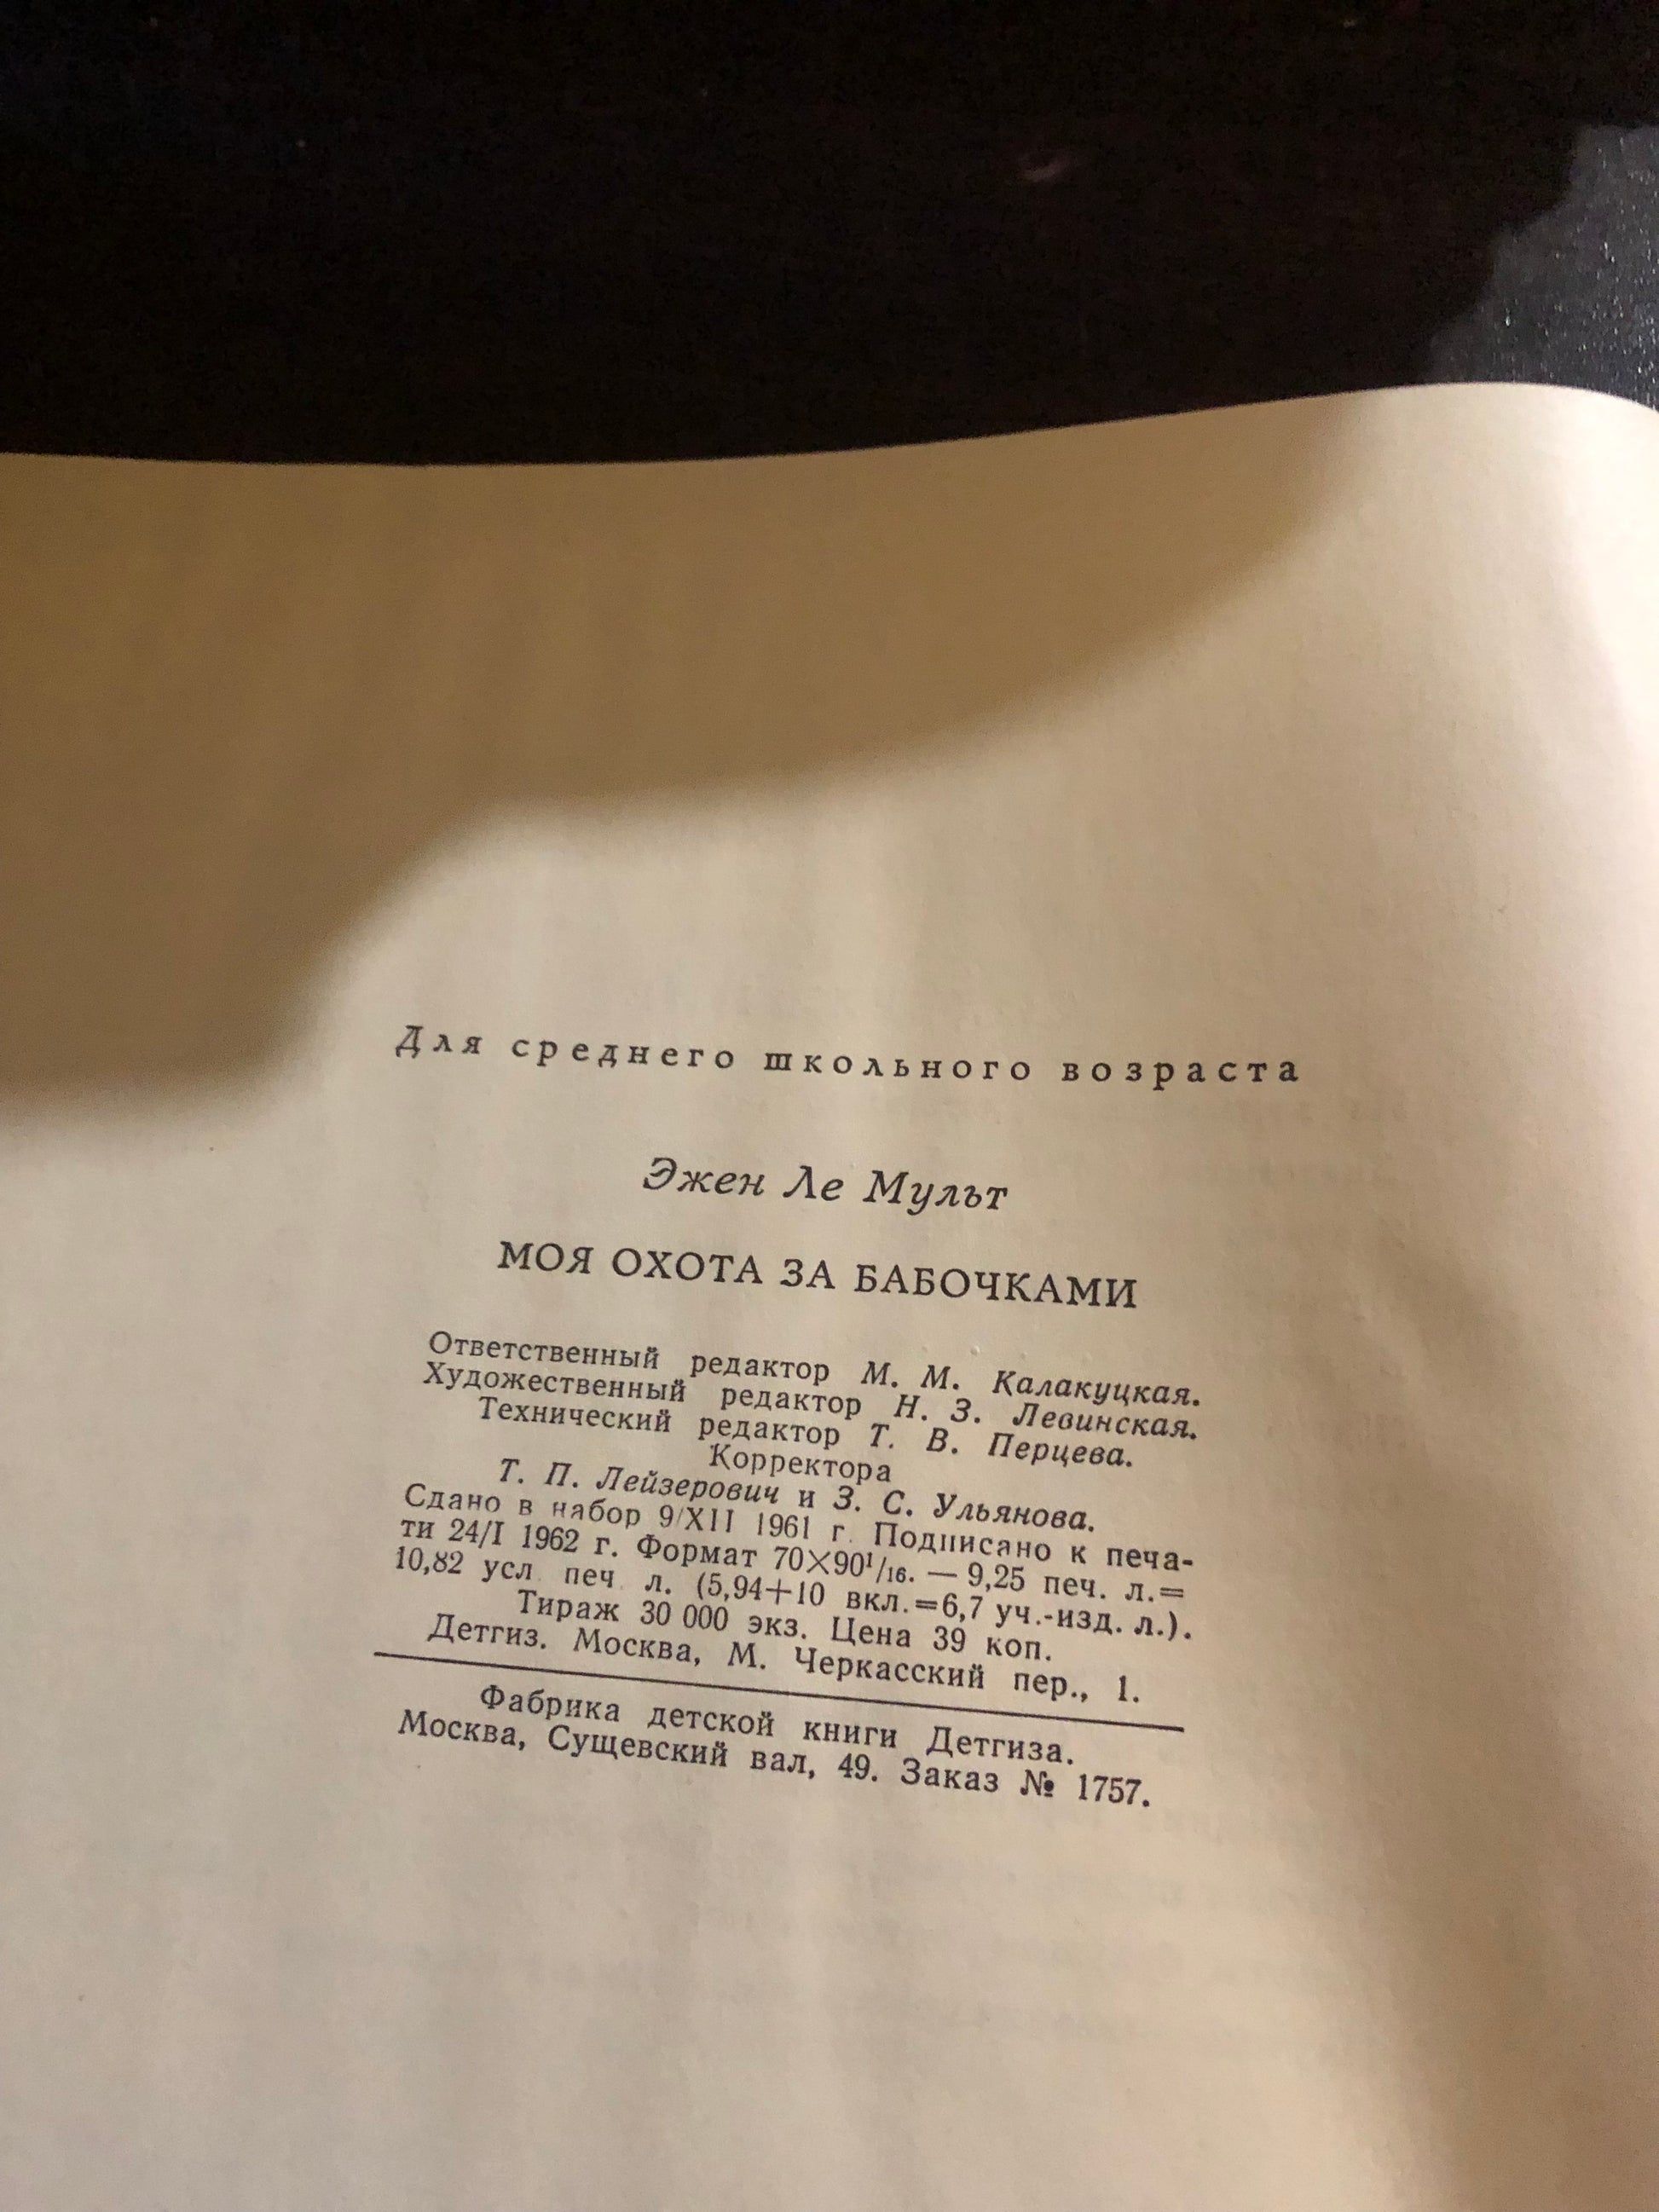 Для среднего школьного возраста
Эжен Ле Мульт
МОЯ ОХОТА ЗА БАБОЧКАМИ
Ответственный редактор М. М. Калакуцкая.
Художественный редактор Н. З. Левинская.
Технический редактор Т. В. Перцева.
Корректора
Т. П. Лейзерович и З. С. Ульянова.
Сдано в набор 9/XII 1961 г. Подписано к печа-
ти 24/I 1962 г. Формат 70×90¹/₁₆. — 9,25 печ. л.=
10,82 усл. печ. л. (5,94+10 вкл.=6,7 уч.-изд. л.).
Тираж 30 000 экз. Цена 39 коп.
Детгиз. Москва, М. Черкасский пер., 1.
Фабрика детской книги Детгиза.
Москва, Сущевский вал, 49. Заказ № 1757.